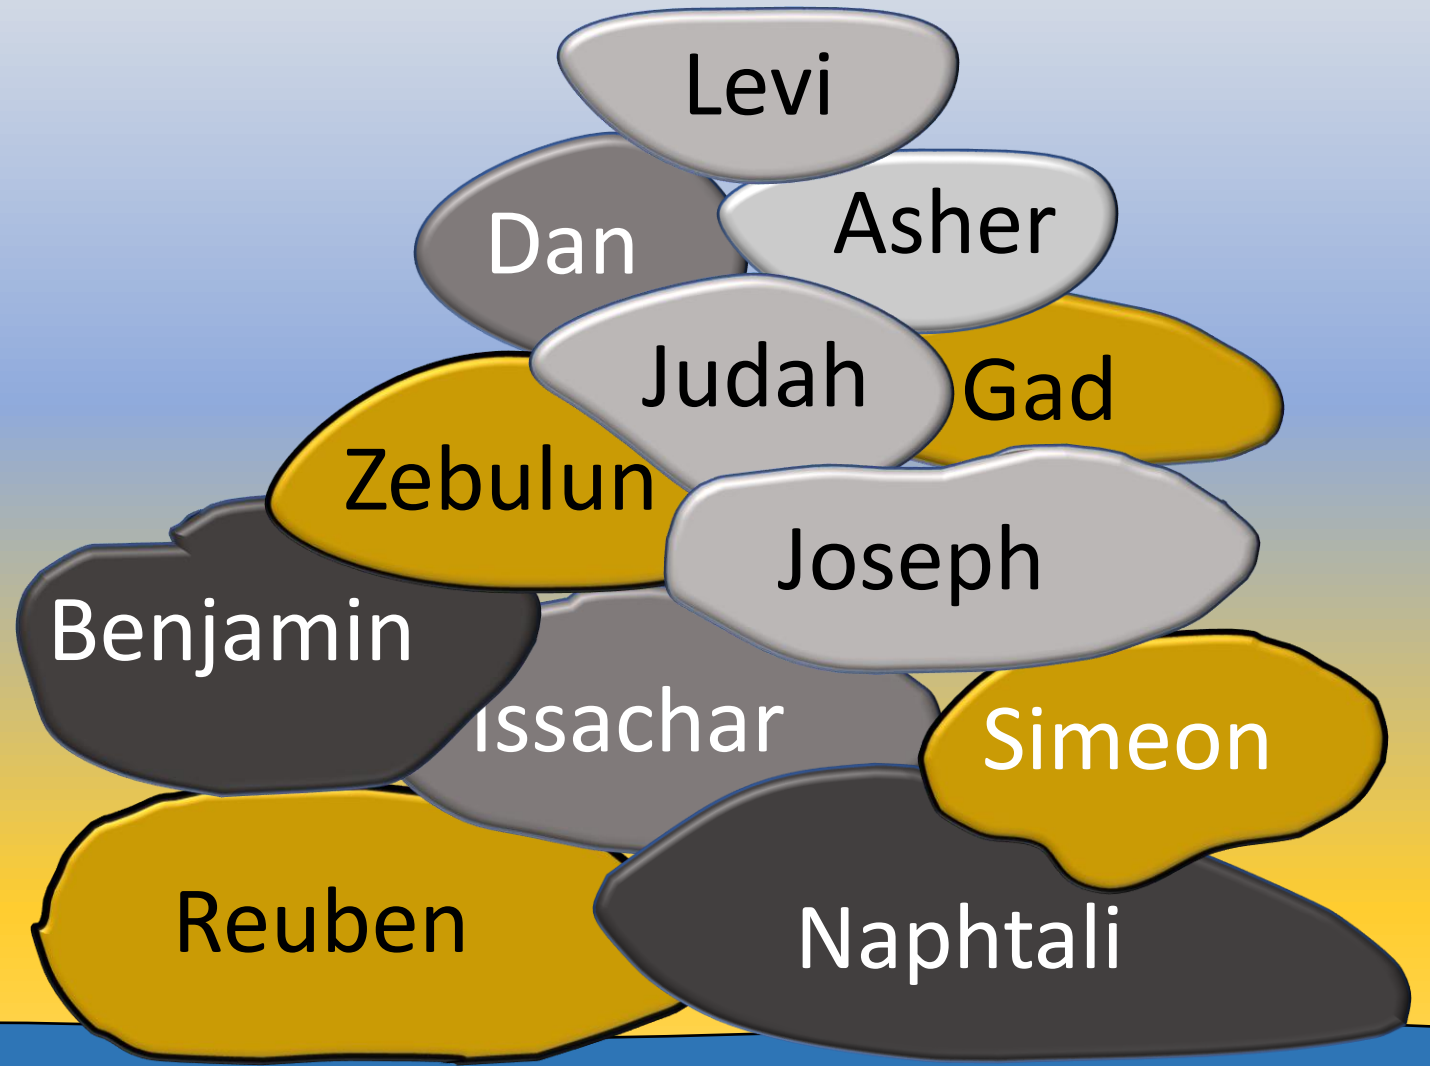 Levi
Dan
Asher
Judah
Gad
Zebulun
Joseph
Benjamin
Issachar
Simeon
Reuben
Naphtali